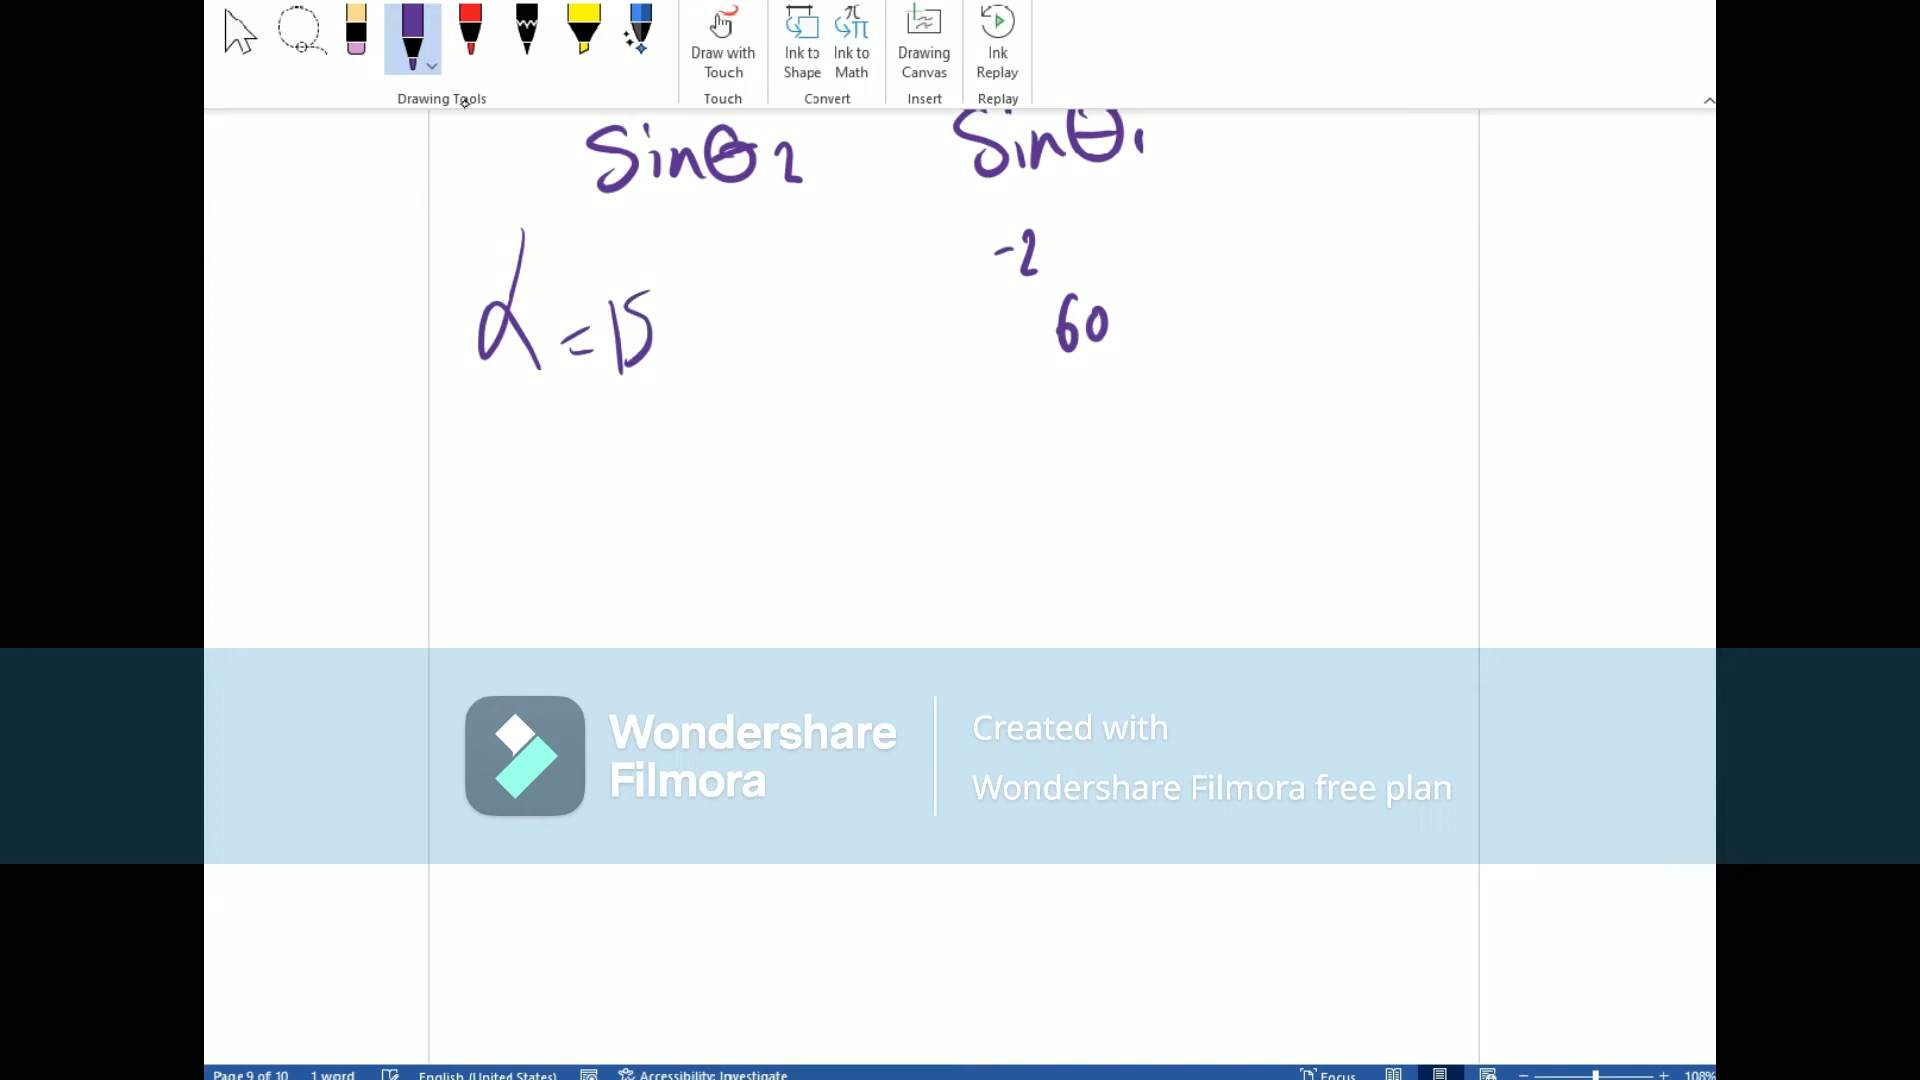 Draw with Touch
Ink to Shape
Ink to Math
Drawing Canvas
Ink Replay
Drawing Tools
Touch
Convert
Insert
Replay
Sinθ2
Sinθ1
-2
α = 15
60
Wondershare Filmora
Created with
Wondershare Filmora free plan
Page 9 of 10 1 word English (United States) Accessibility: Investigate Focus 108%